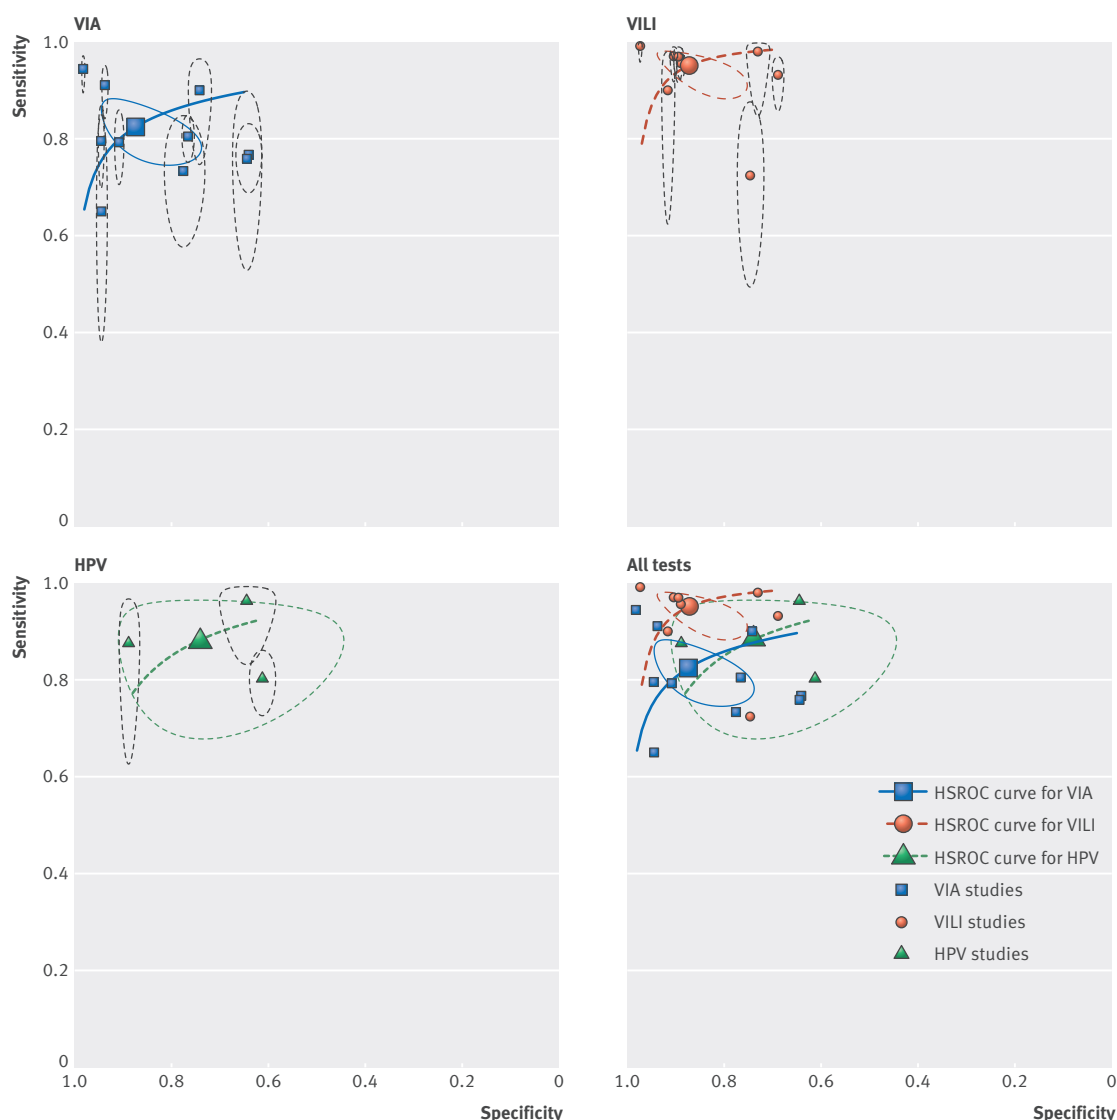 VIA
VILI
Sensitivity
1.0
0.8
0.6
0.4
0.2
0
HPV
All tests
Sensitivity
1.0
0.8
0.6
0.4
0.2
0
HSROC curve for VIA
HSROC curve for VILI
HSROC curve for HPV
VIA studies
VILI studies
HPV studies
1.0 0.8 0.6 0.4 0.2 0
1.0 0.8 0.6 0.4 0.2 0
Specificity
Specificity